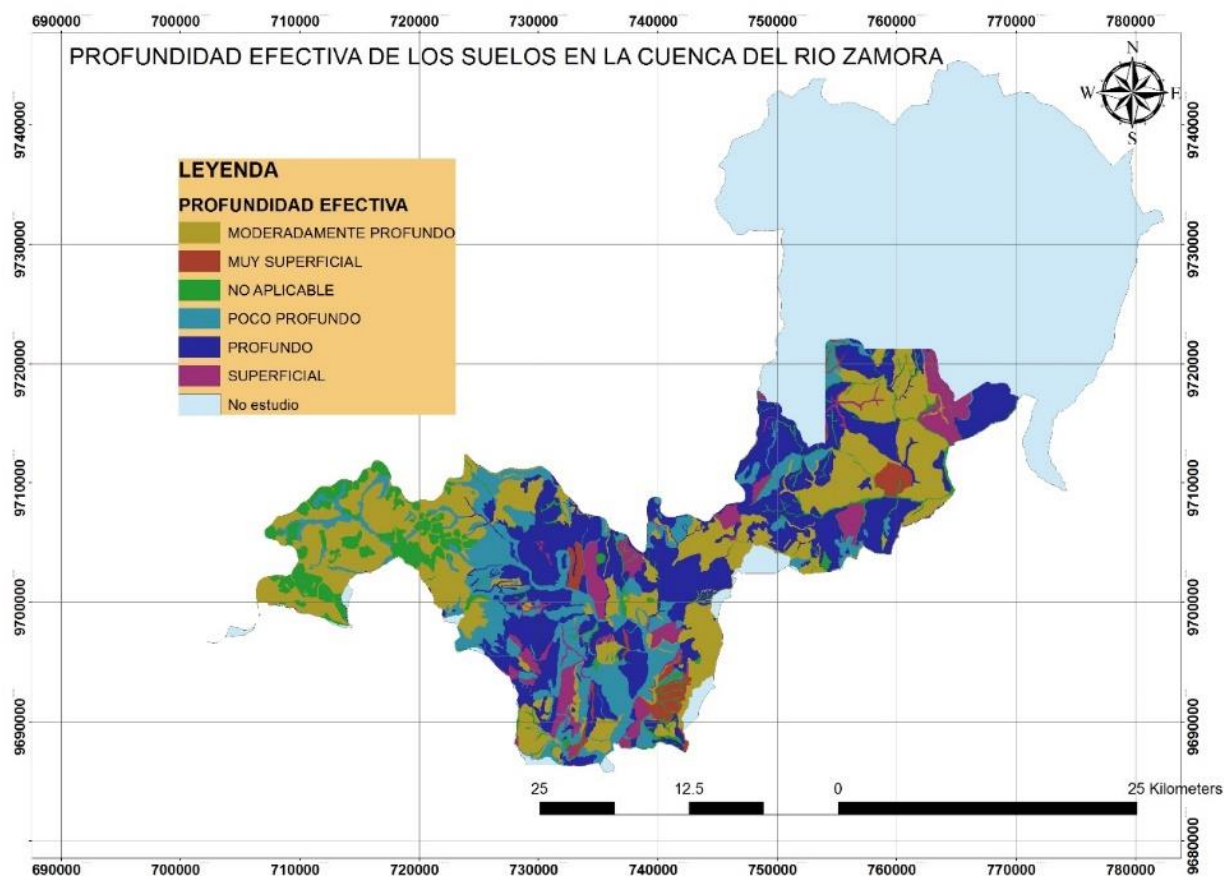 690000 700000 710000 720000 730000 740000 750000 760000 770000 780000
PROFUNDIDAD EFECTIVA DE LOS SUELOS EN LA CUENCA DEL RIO ZAMORA
N
W E
S
9740000 9740000
LEYENDA
PROFUNDIDAD EFECTIVA
MODERADAMENTE PROFUNDO
MUY SUPERFICIAL
NO APLICABLE
POCO PROFUNDO
PROFUNDO
SUPERFICIAL
No estudio
9730000 9730000
9720000 9720000
9710000 9710000
9700000 9700000
9690000 9690000
25 12.5 0 25 Kilometers
9680000
690000 700000 710000 720000 730000 740000 750000 760000 770000 780000